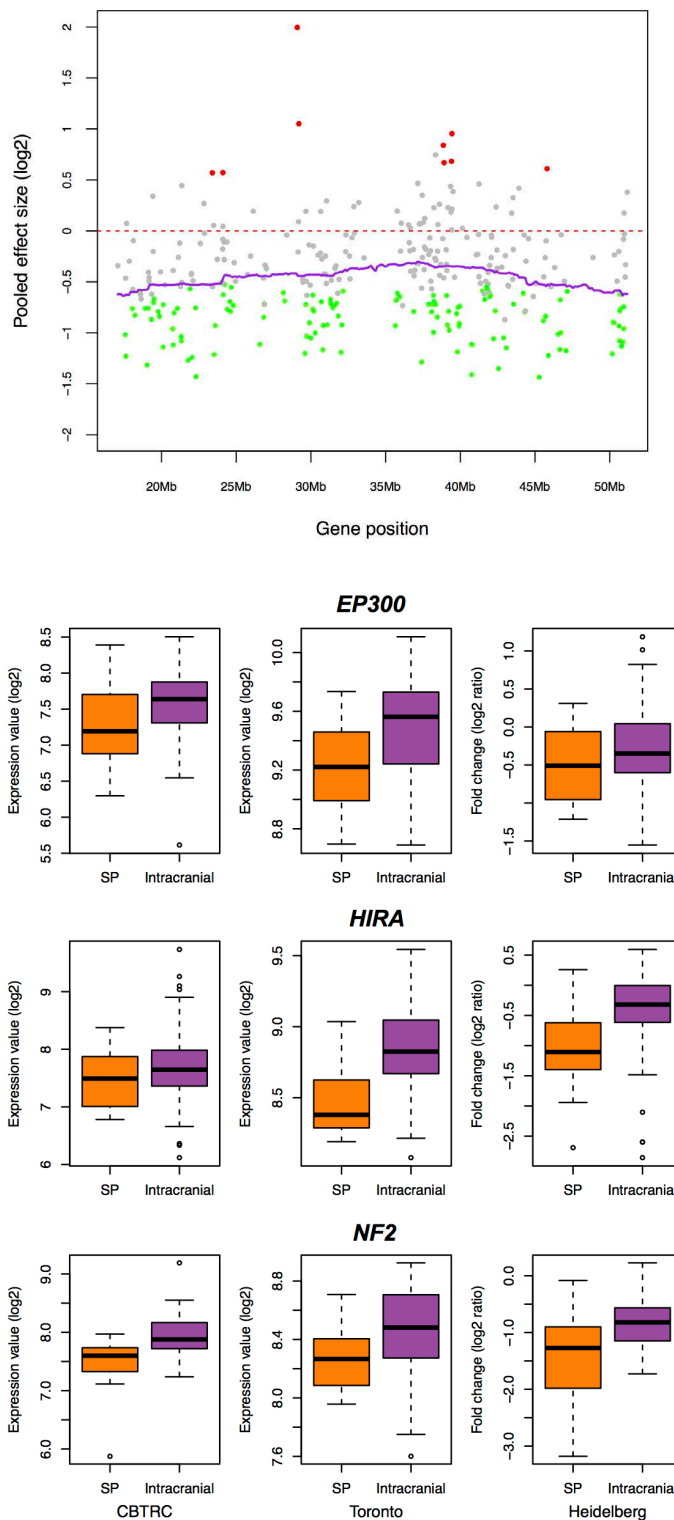 Pooled effect size (log2)
2
1.5
1
0.5
0
-0.5
-1
-1.5
-2
20Mb 25Mb 30Mb 35Mb 40Mb 45Mb 50Mb
Gene position
EP300
Expression value (log2)
8.5
8.0
7.5
7.0
6.5
6.0
5.5
SP Intracranial
Expression value (log2)
10.0
9.6
9.2
8.8
SP Intracranial
Fold change (log2 ratio)
1.0
0.5
0.0
−0.5
−1.5
SP Intracranial
HIRA
Expression value (log2)
9
8
7
6
SP Intracranial
Expression value (log2)
9.5
9.0
8.5
SP Intracranial
Fold change (log2 ratio)
0.5
−0.5
−1.5
−2.5
SP Intracranial
NF2
Expression value (log2)
9.0
8.0
7.0
6.0
SP Intracranial
CBTRC
Expression value (log2)
8.8
8.4
8.0
7.6
SP Intracranial
Toronto
Fold change (log2 ratio)
0.0
−1.0
−2.0
−3.0
SP Intracranial
Heidelberg